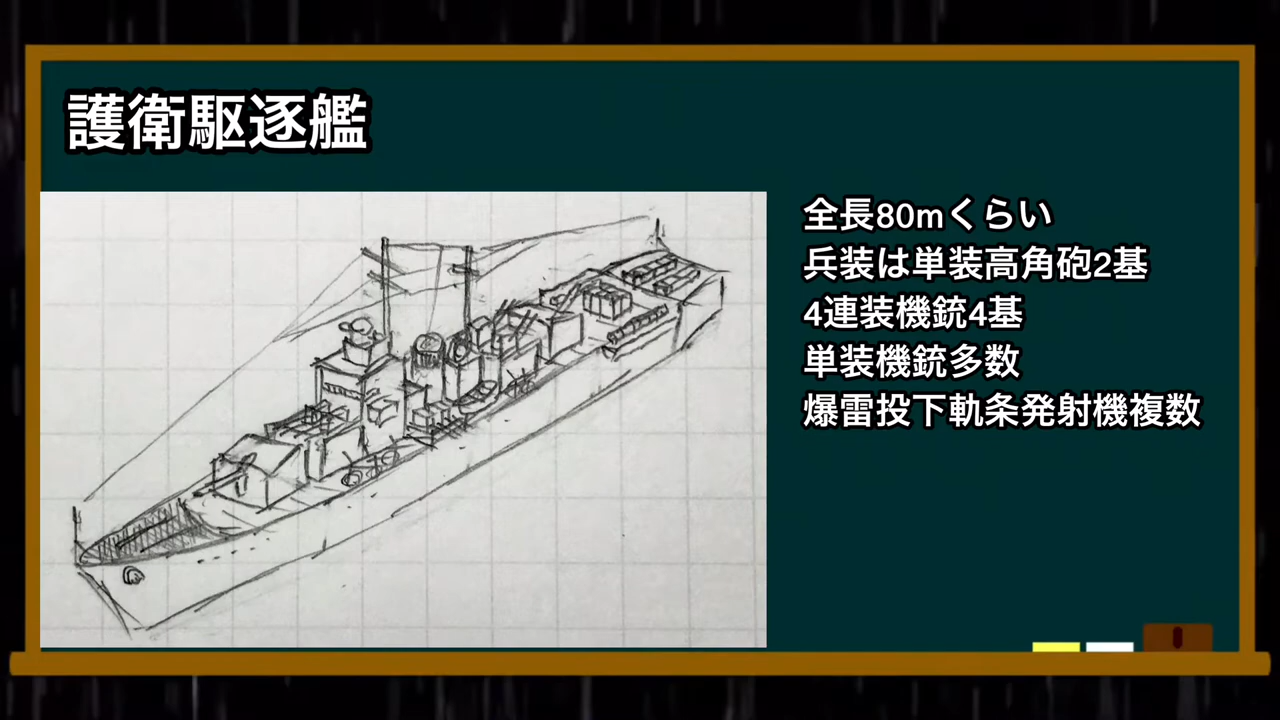 護衛駆逐艦
全長80mくらい
兵装は単装高角砲2基
4連装機銃4基
単装機銃多数
爆雷投下軌条発射機複数